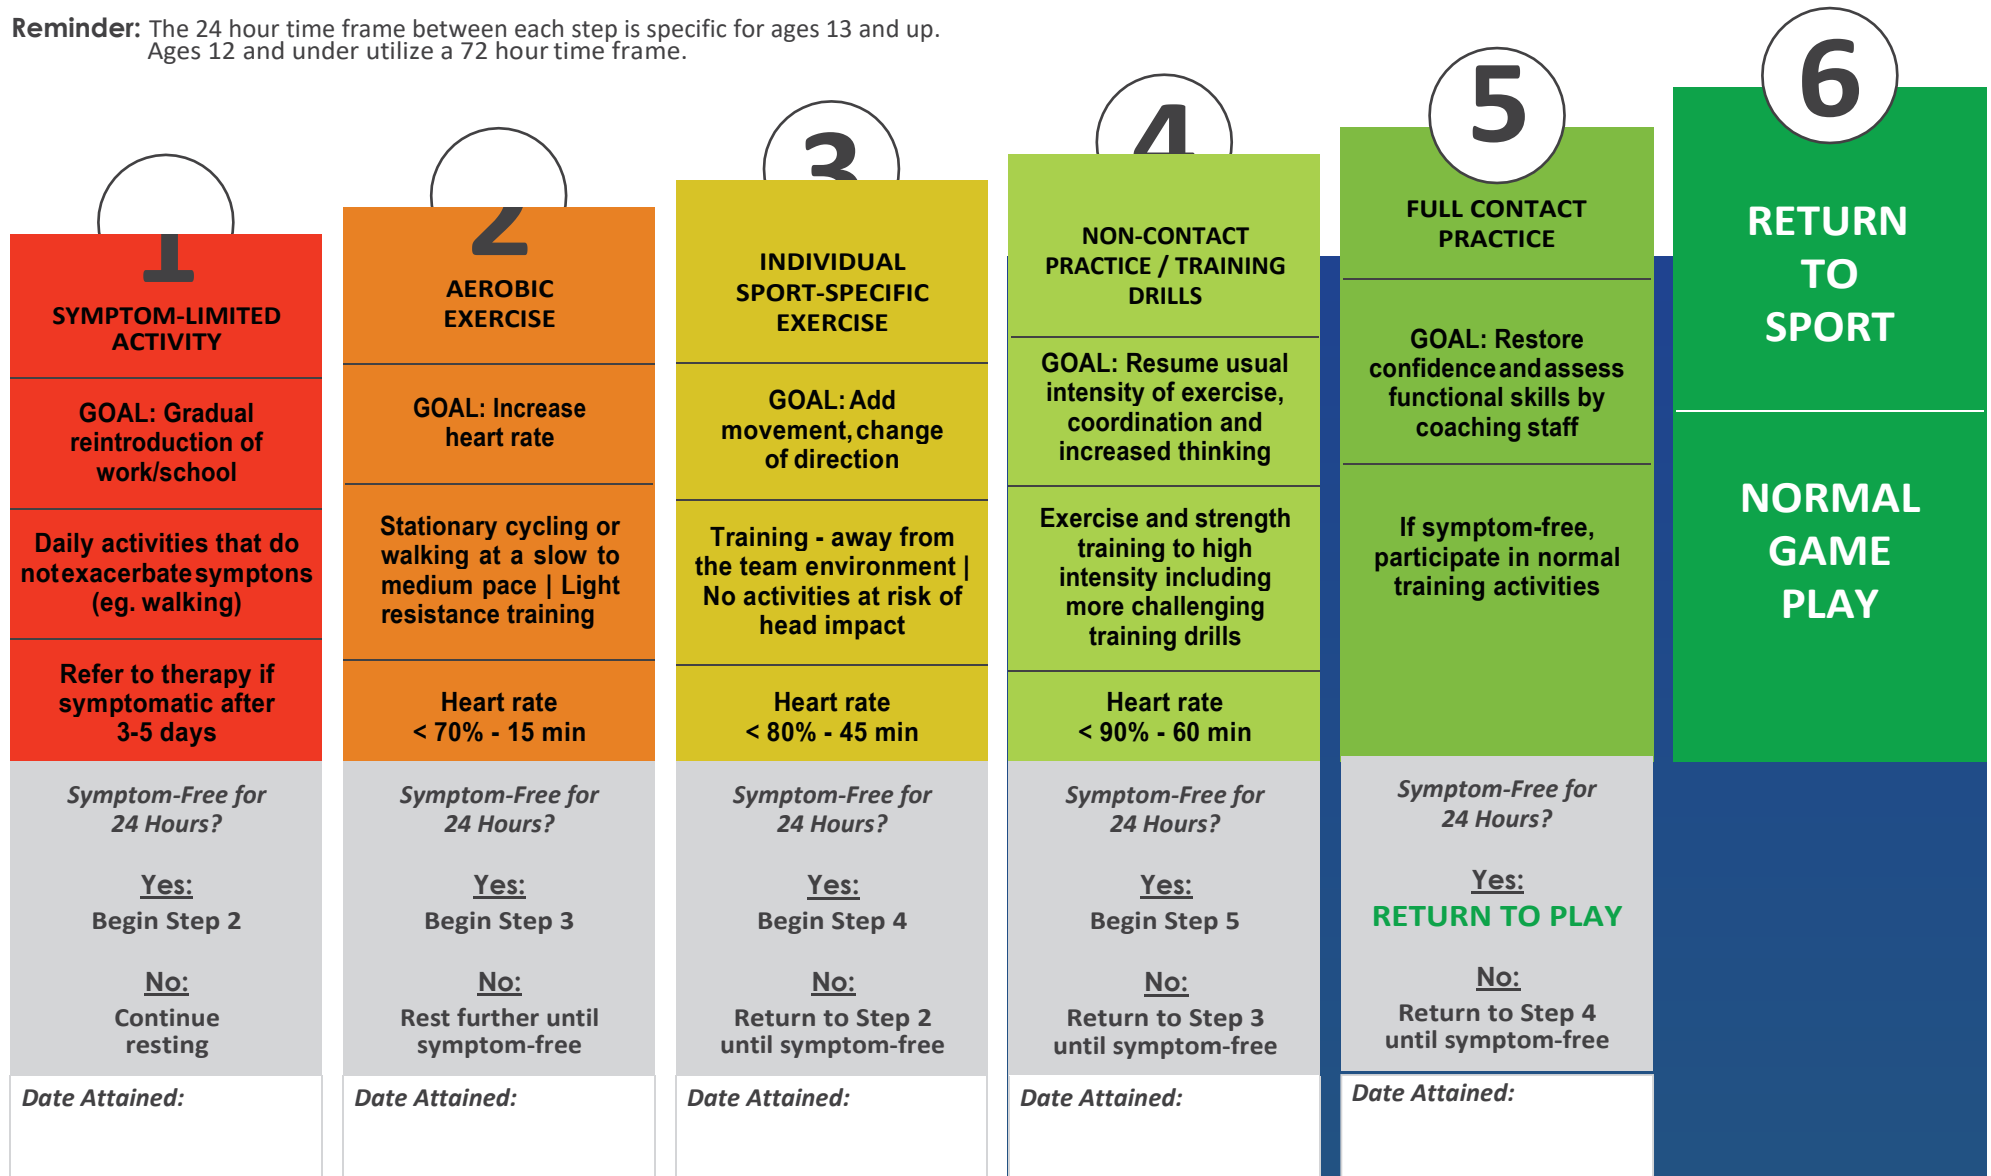 Reminder: The 24 hour time frame between each step is specific for ages 13 and up.
Ages 12 and under utilize a 72 hour time frame.
1
SYMPTOM-LIMITED
ACTIVITY
GOAL: Gradual
reintroduction of
work/school
Daily activities that do
not exacerbate symptons
(eg. walking)
Refer to therapy if
symptomatic after
3-5 days
Symptom-Free for
24 Hours?
Yes:
Begin Step 2
No:
Continue
resting
Date Attained:
2
AEROBIC
EXERCISE
GOAL: Increase
heart rate
Stationary cycling or
walking at a slow to
medium pace | Light
resistance training
Heart rate
< 70% - 15 min
Symptom-Free for
24 Hours?
Yes:
Begin Step 3
No:
Rest further until
symptom-free
Date Attained:
3
INDIVIDUAL
SPORT-SPECIFIC
EXERCISE
GOAL: Add
movement, change
of direction
Training - away from
the team environment |
No activities at risk of
head impact
Heart rate
< 80% - 45 min
Symptom-Free for
24 Hours?
Yes:
Begin Step 4
No:
Return to Step 2
until symptom-free
Date Attained:
4
NON-CONTACT
PRACTICE / TRAINING
DRILLS
GOAL: Resume usual
intensity of exercise,
coordination and
increased thinking
Exercise and strength
training to high
intensity including
more challenging
training drills
Heart rate
< 90% - 60 min
Symptom-Free for
24 Hours?
Yes:
Begin Step 5
No:
Return to Step 3
until symptom-free
Date Attained:
5
FULL CONTACT
PRACTICE
GOAL: Restore
confidence and assess
functional skills by
coaching staff
If symptom-free,
participate in normal
training activities
Symptom-Free for
24 Hours?
Yes:
RETURN TO PLAY
No:
Return to Step 4
until symptom-free
Date Attained:
6
RETURN
TO
SPORT
NORMAL
GAME
PLAY